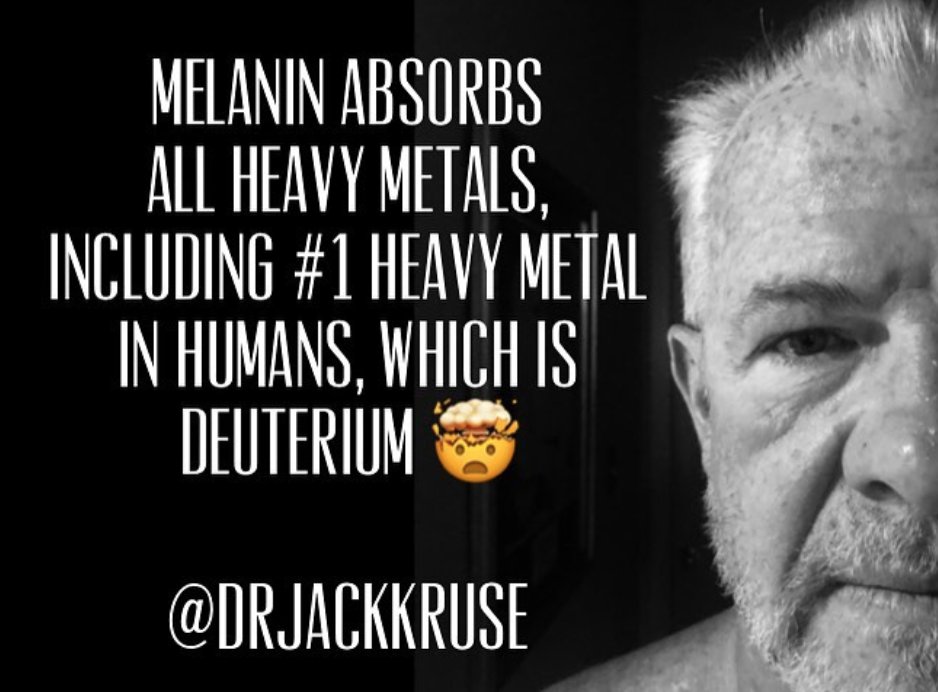 MELANIN ABSORBS
ALL HEAVY METALS,
INCLUDING #1 HEAVY METAL
IN HUMANS, WHICH IS
DEUTERIUM 🤯
@DRJACKKRUSE